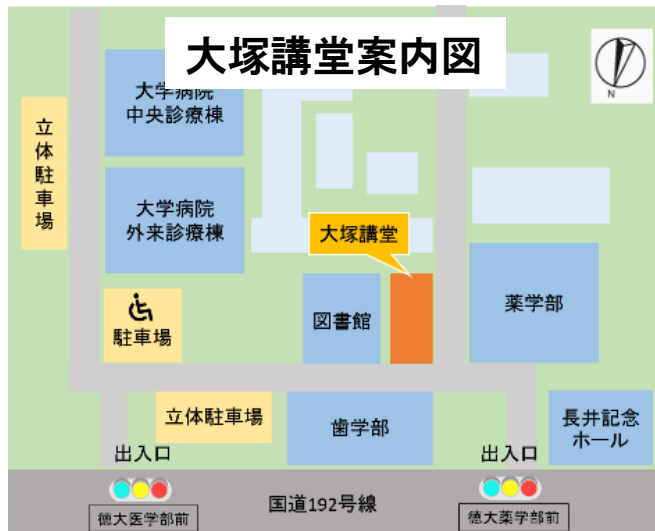 大塚講堂案内図
N
大学病院
中央診療棟
立体駐車場
大学病院
外来診療棟
大塚講堂
駐車場
図書館
薬学部
立体駐車場
歯学部
長井記念
ホール
出入口
出入口
徳大医学部前
国道192号線
徳大薬学部前